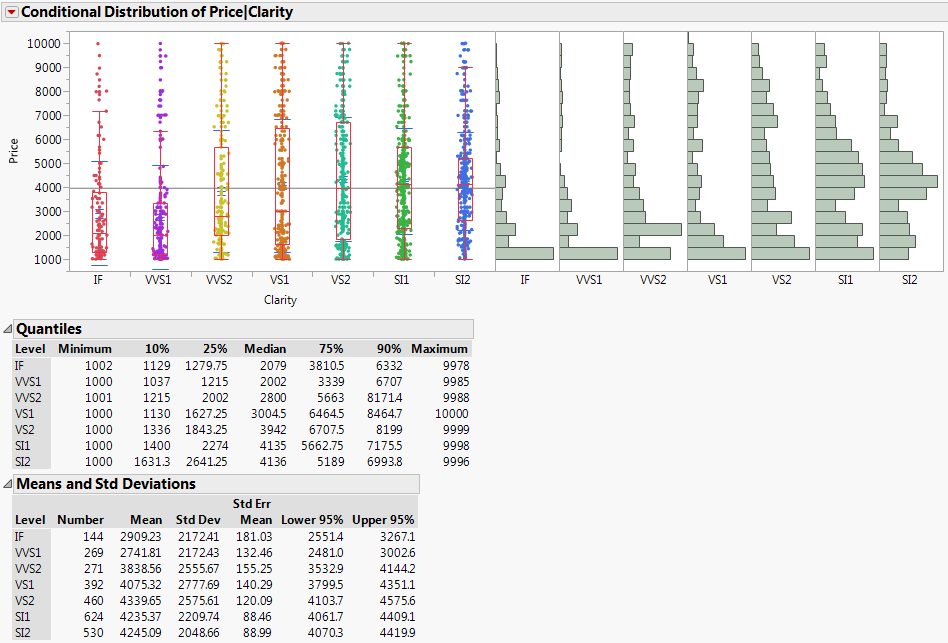 Conditional Distribution of Price|Clarity
10000
9000
8000
7000
6000
5000
4000
3000
2000
1000
Price
IF VVS1 VVS2 VS1 VS2 SI1 SI2 IF VVS1 VVS2 VS1 VS2 SI1 SI2
Clarity
Quantiles
Level Minimum 10% 25% Median 75% 90% Maximum
IF 1002 1129 1279.75 2079 3810.5 6332 9978
VVS1 1000 1037 1215 2002 3339 6707 9985
VVS2 1001 1215 2002 2800 5663 8171.4 9988
VS1 1000 1130 1627.25 3004.5 6464.5 8464.7 10000
VS2 1000 1336 1843.25 3942 6707.5 8199 9999
SI1 1000 1400 2274 4135 5662.75 7175.5 9998
SI2 1000 1631.3 2641.25 4136 5189 6993.8 9996
Means and Std Deviations
Std Err
Level Number Mean Std Dev Mean Lower 95% Upper 95%
IF 144 2909.23 2172.41 181.03 2551.4 3267.1
VVS1 269 2741.81 2172.43 132.46 2481.0 3002.6
VVS2 271 3838.56 2555.67 155.25 3532.9 4144.2
VS1 392 4075.32 2777.69 140.29 3799.5 4351.1
VS2 460 4339.65 2575.61 120.09 4103.7 4575.6
SI1 624 4235.37 2209.74 88.46 4061.7 4409.1
SI2 530 4245.09 2048.66 88.99 4070.3 4419.9